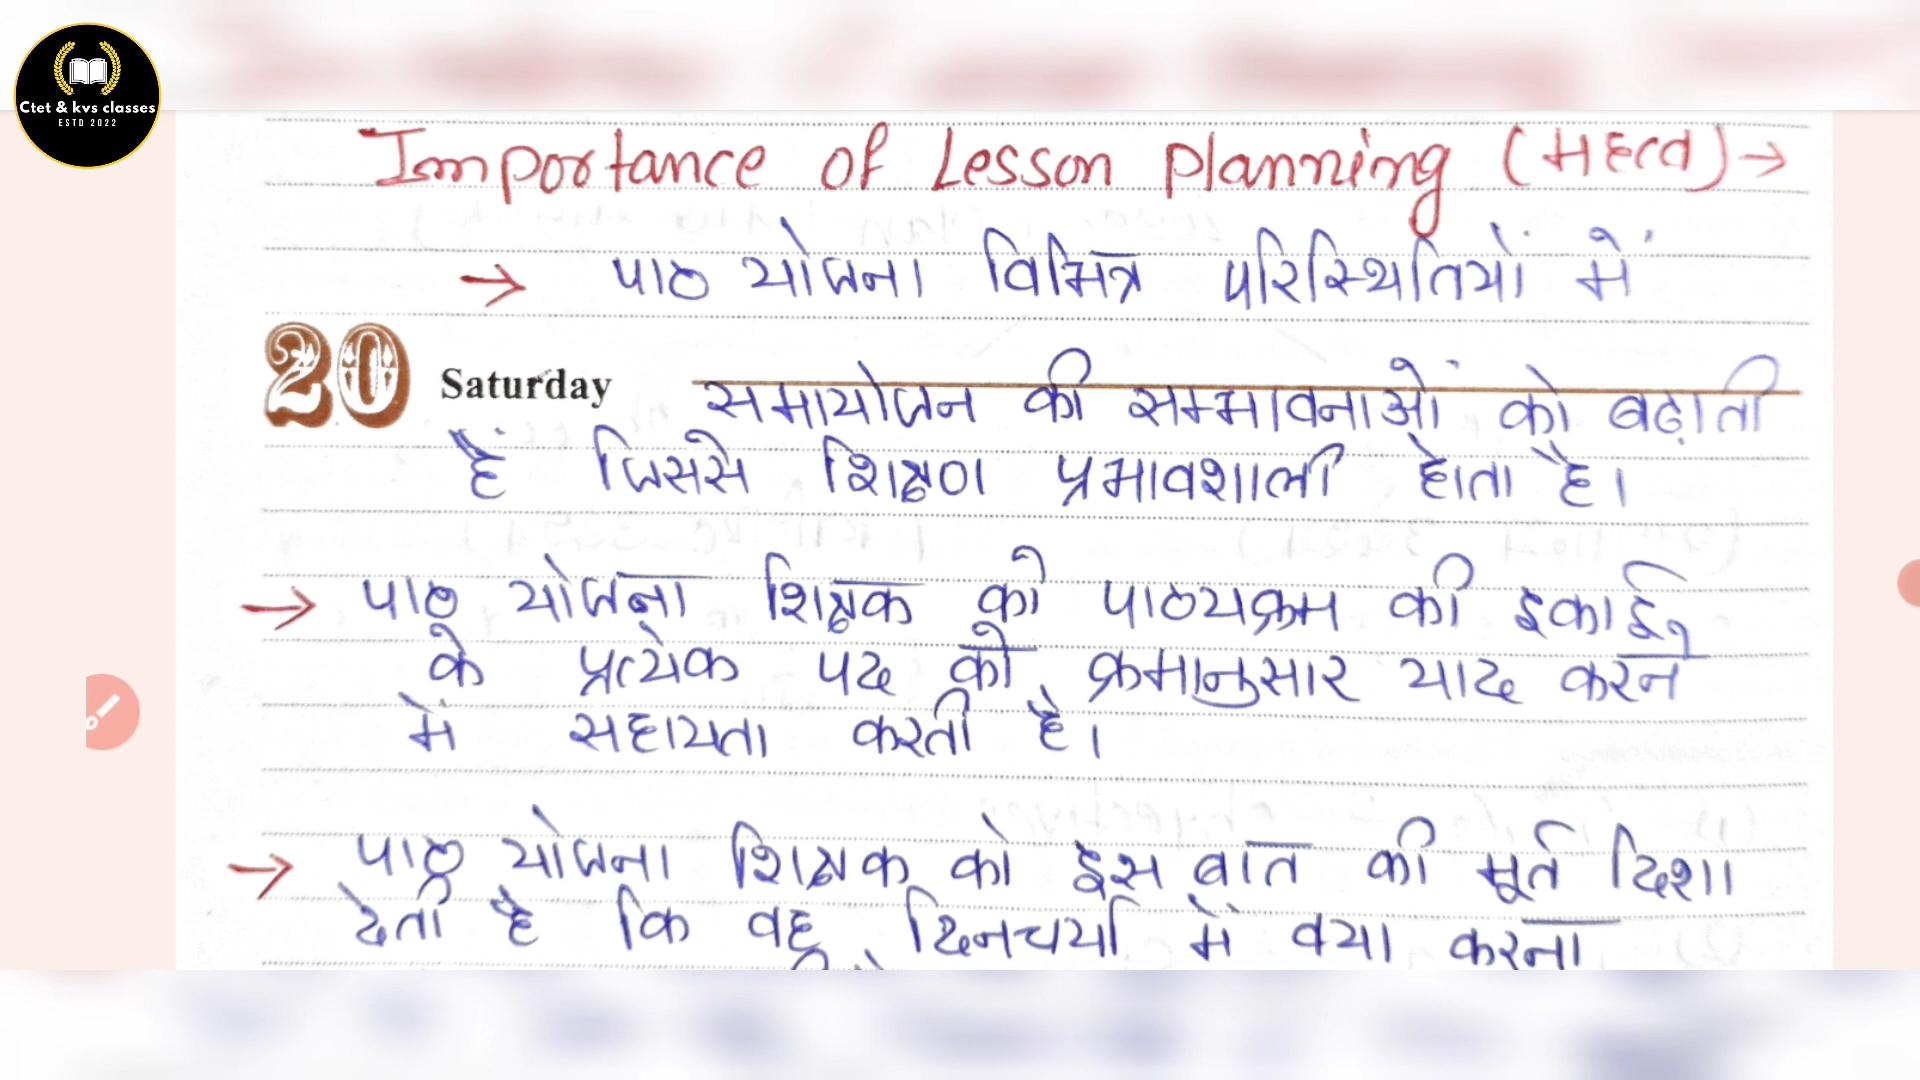 Ctet & kvs classes
ESTD 2022
Importance of Lesson planning (महत्व) →
→ पाठ योजना विभिन्न परिस्थितियों में
20 Saturday
समायोजन की सम्भावनाओं को बढ़ाती
हैं जिससे शिक्षण प्रभावशाली होता है।
→ पाठ योजना शिक्षक को पाठ्यक्रम की इकाई
के प्रत्येक पद को क्रमानुसार याद करने
में सहायता करती है।
→ पाठ योजना शिक्षक को इस बात की मूर्त दिशा
देती है कि वह दिनचर्या में क्या करना